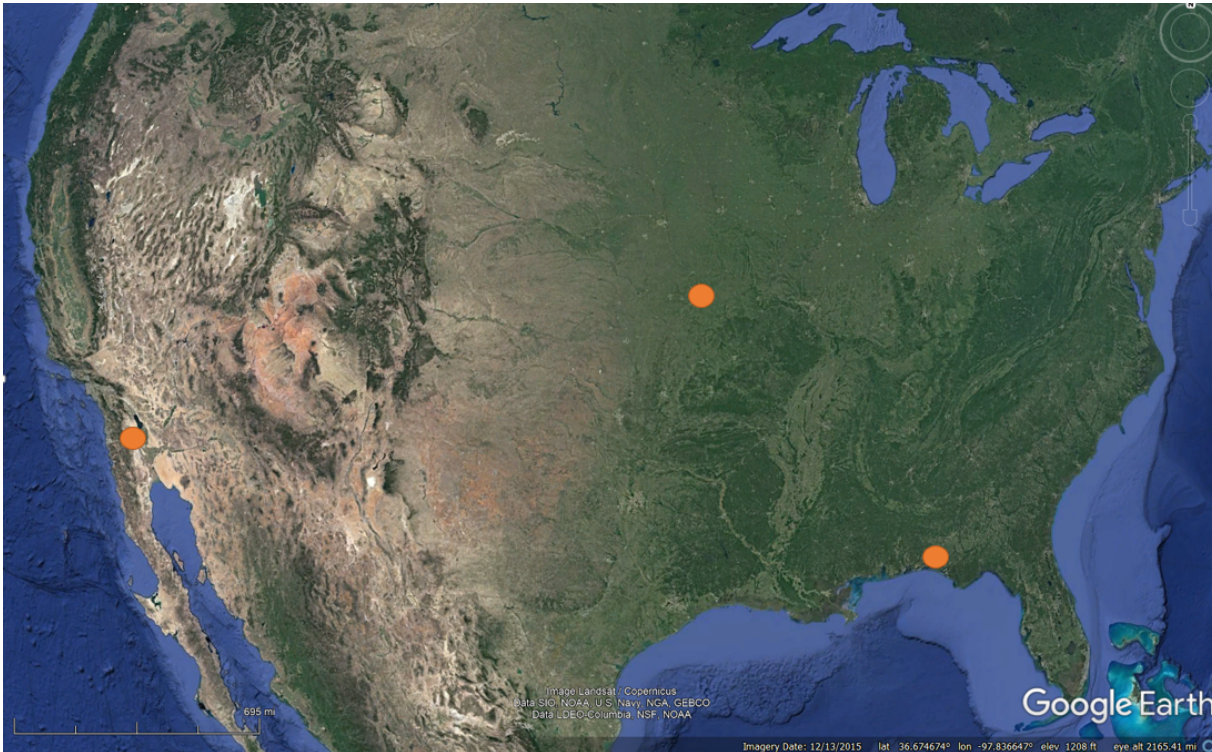 N
695 mi
Image Landsat / Copernicus
Data SIO, NOAA, U.S. Navy, NGA, GEBCO
Data LDEO-Columbia, NSF, NOAA
Google Earth
Imagery Date: 12/13/2015 lat 36.674674° lon -97.836647° elev 1208 ft eye alt 2165.41 mi